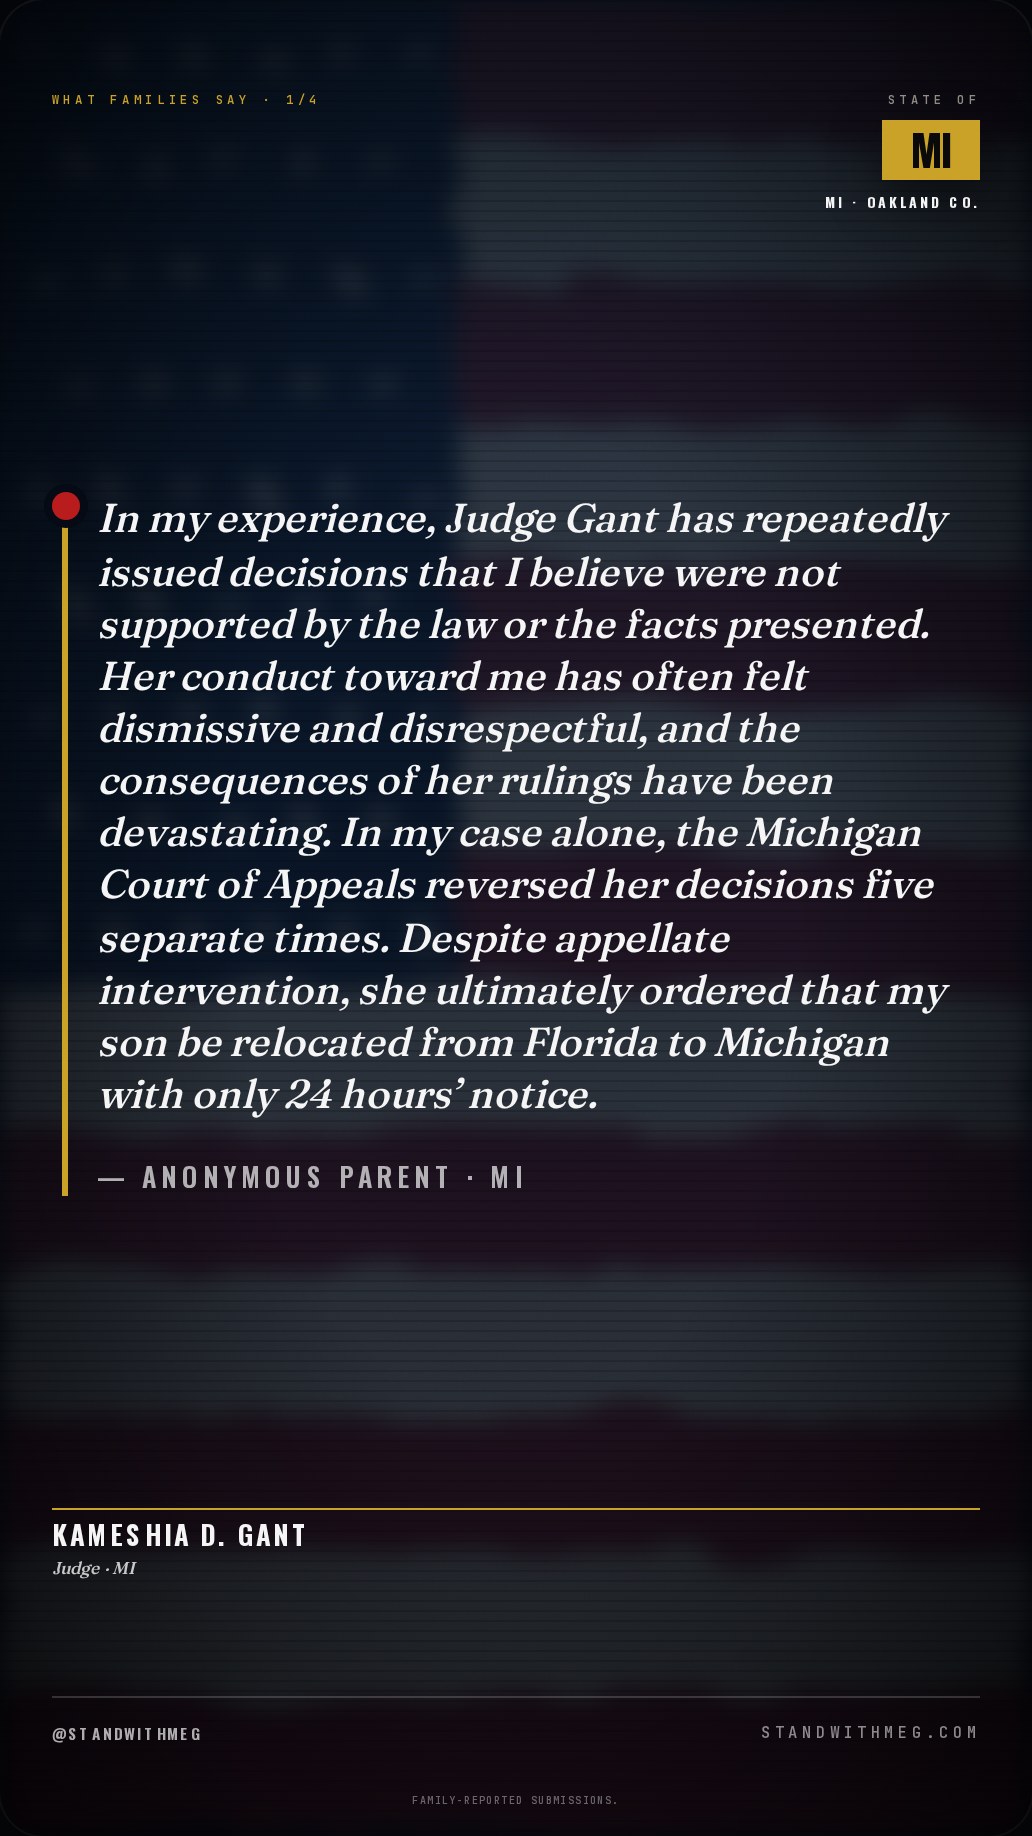 WHAT FAMILIES SAY · 1/4
STATE OF
MI
MI · OAKLAND CO.
In my experience, Judge Gant has repeatedly
issued decisions that I believe were not
supported by the law or the facts presented.
Her conduct toward me has often felt
dismissive and disrespectful, and the
consequences of her rulings have been
devastating. In my case alone, the Michigan
Court of Appeals reversed her decisions five
separate times. Despite appellate
intervention, she ultimately ordered that my
son be relocated from Florida to Michigan
with only 24 hours’ notice.
— ANONYMOUS PARENT · MI
KAMESHIA D. GANT
Judge · MI
@STANDWITHMEG
STANDWITHMEG.COM
FAMILY-REPORTED SUBMISSIONS.